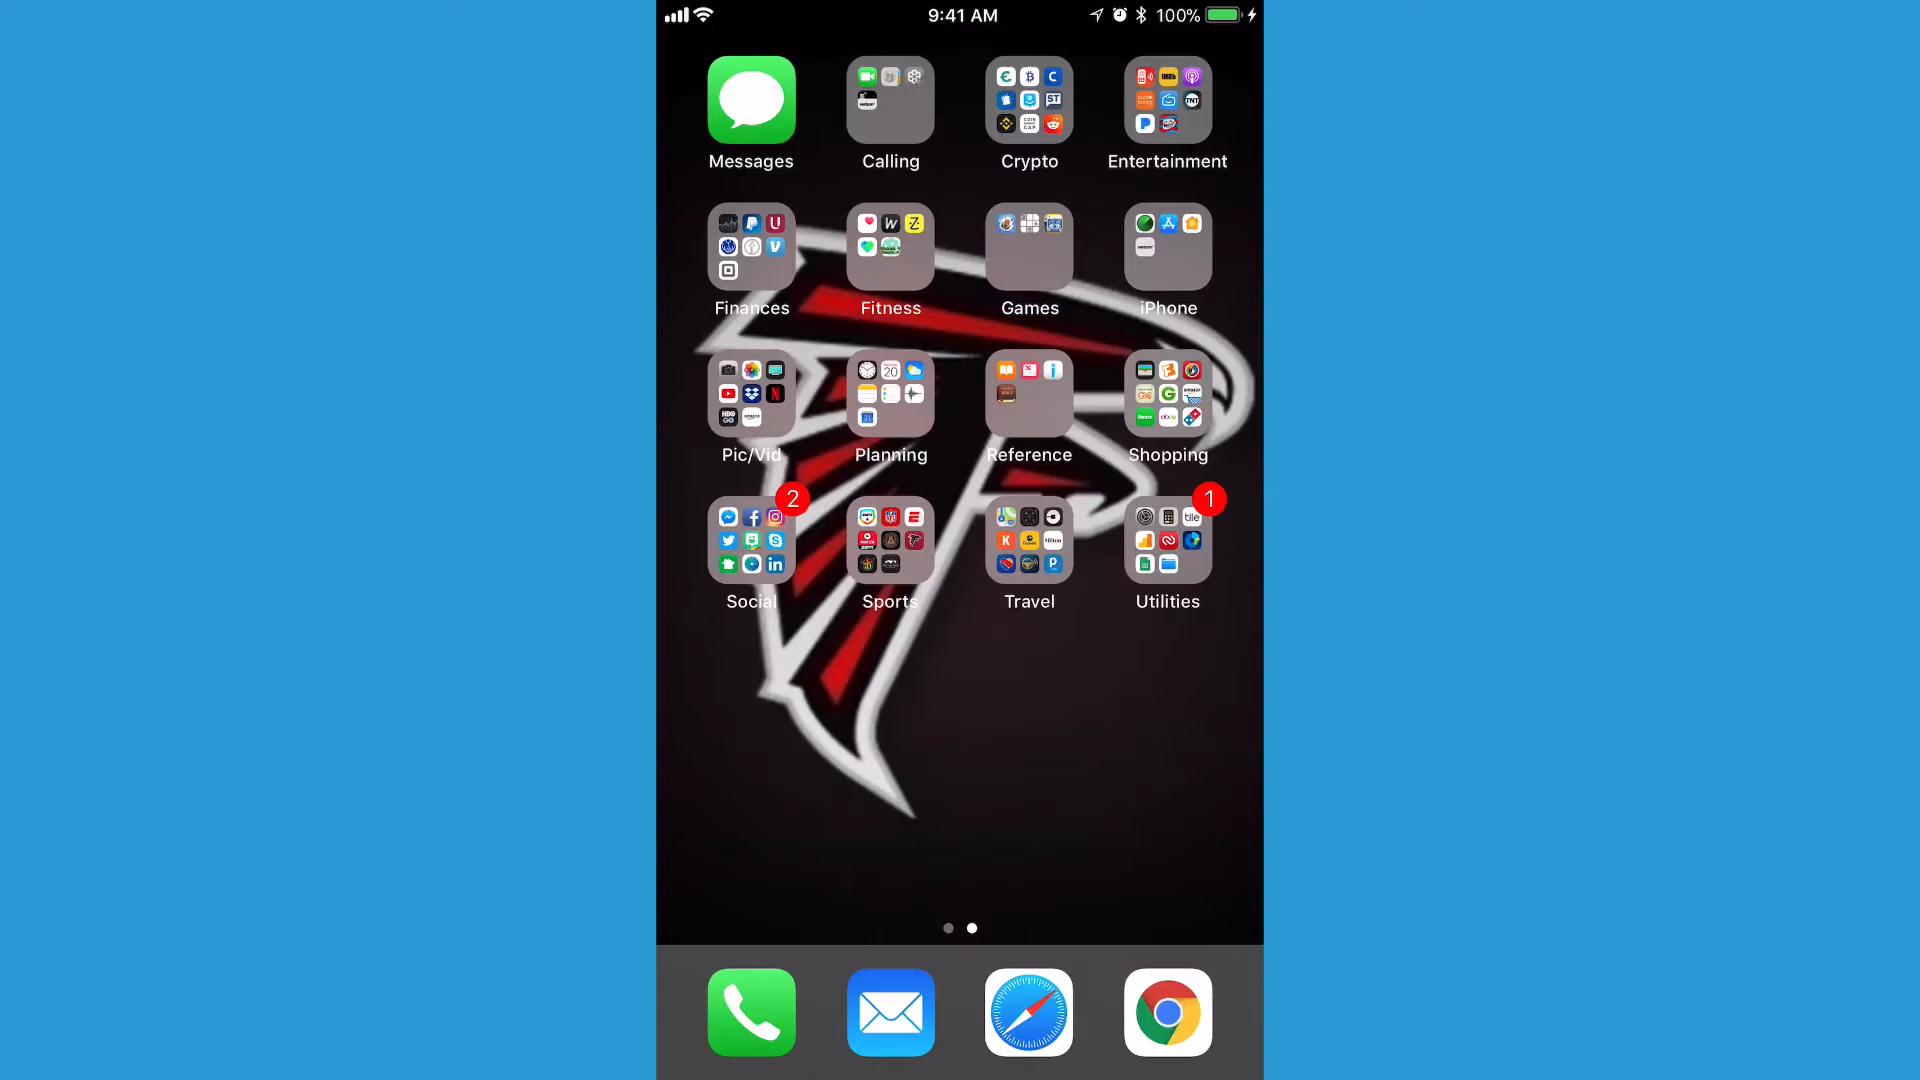 9:41 AM
100%
Messages
Calling
Crypto
Entertainment
Finances
Fitness
Games
iPhone
Pic/Vid
Planning
Reference
Shopping
2
1
Social
Sports
Travel
Utilities